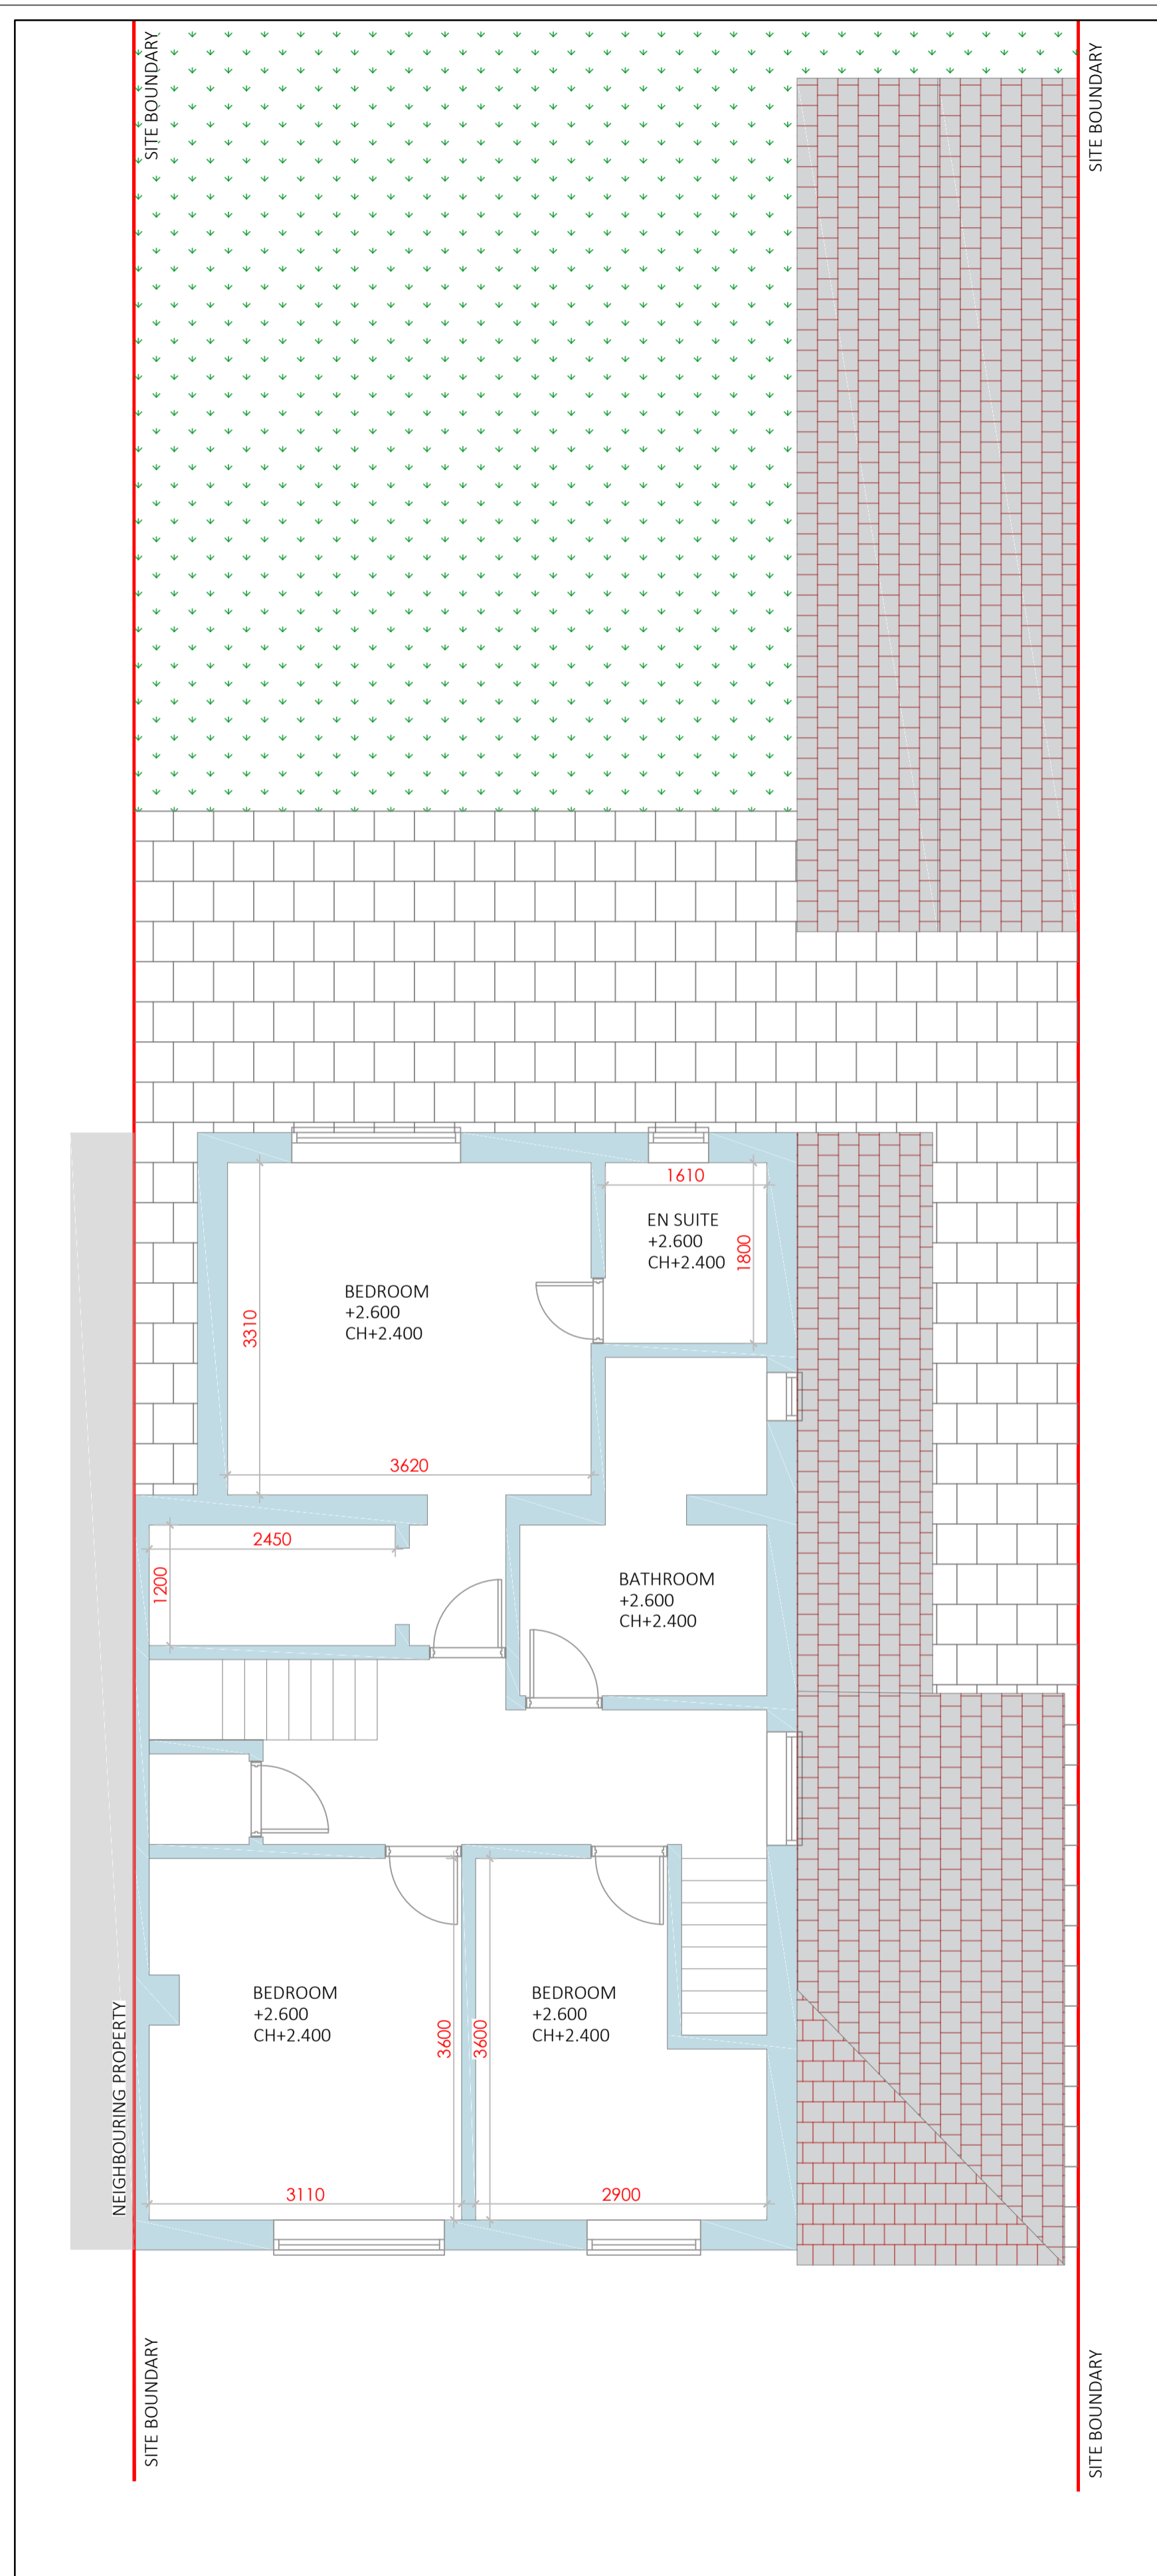 SITE BOUNDARY
SITE BOUNDARY
1610
EN SUITE
+2.600
CH+2.400
1800
BEDROOM
+2.600
CH+2.400
3310
3620
2450
1200
BATHROOM
+2.600
CH+2.400
BEDROOM
+2.600
CH+2.400
3600
3600
BEDROOM
+2.600
CH+2.400
NEIGHBOURING PROPERTY
3110
2900
SITE BOUNDARY
SITE BOUNDARY